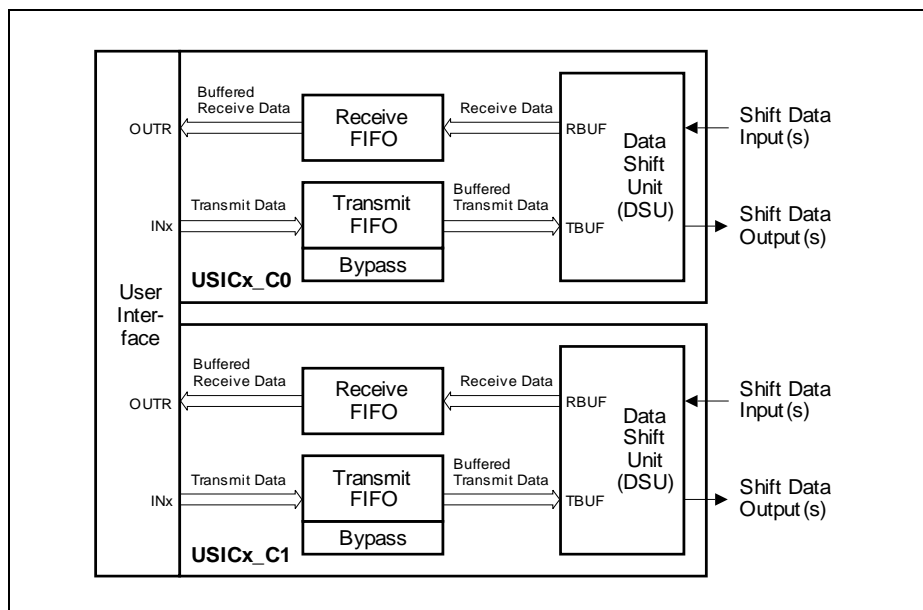 Buffered
Receive Data
Receive
FIFO
Receive Data
OUTR
RBUF
Shift Data
Input(s)
Data
Shift
Unit
(DSU)
Transmit Data
Transmit
FIFO
Buffered
Transmit Data
INx
TBUF
Shift Data
Output(s)
Bypass
USICx_C0
User
Inter-
face
Buffered
Receive Data
Receive
FIFO
Receive Data
OUTR
RBUF
Shift Data
Input(s)
Data
Shift
Unit
(DSU)
Transmit Data
Transmit
FIFO
Buffered
Transmit Data
INx
TBUF
Shift Data
Output(s)
Bypass
USICx_C1